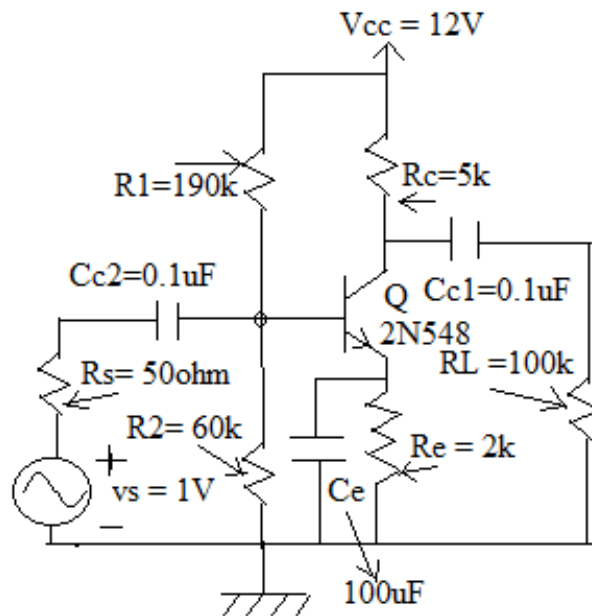 Vcc = 12V
R1=190k
Rc=5k
Cc2=0.1uF
Q
Cc1=0.1uF
2N548
Rs= 50ohm
RL =100k
R2= 60k
Re = 2k
+
vs = 1V
Ce
−
100uF